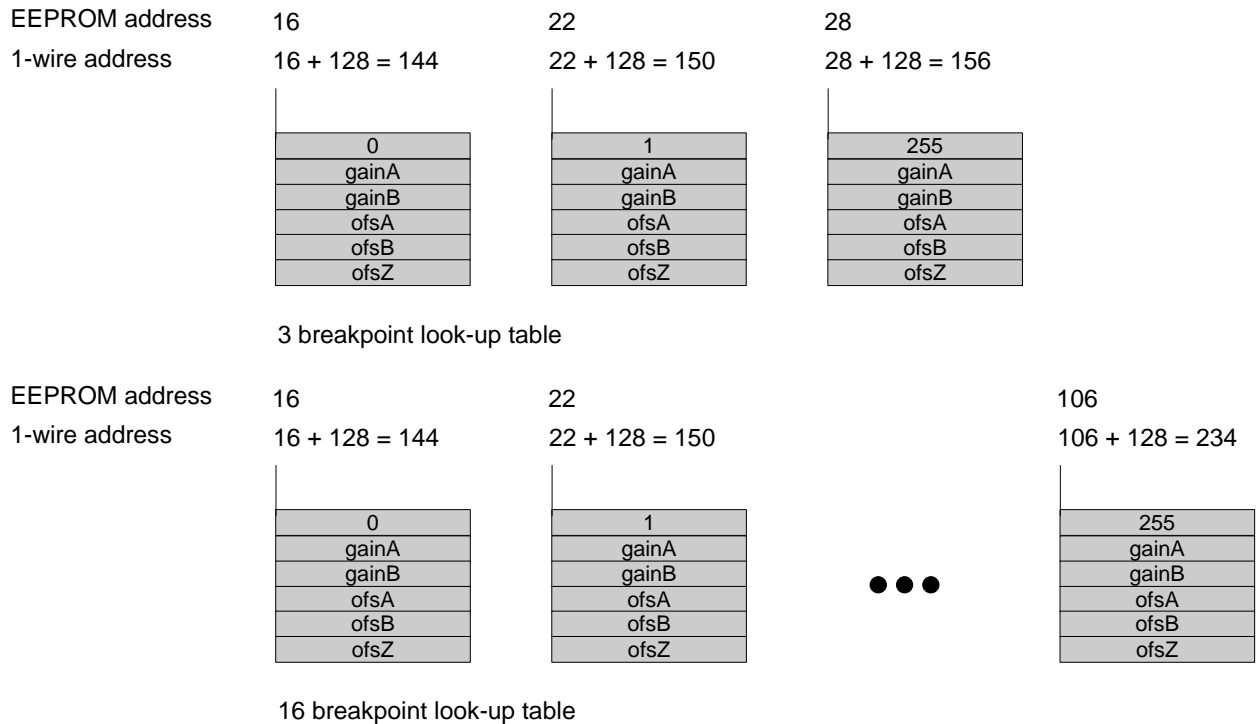 EEPROM address 16 22 28
1-wire address 16 + 128 = 144 22 + 128 = 150 28 + 128 = 156
0 1 255
gainA gainA gainA
gainB gainB gainB
ofsA ofsA ofsA
ofsB ofsB ofsB
ofsZ ofsZ ofsZ
3 breakpoint look-up table
EEPROM address 16 22 106
1-wire address 16 + 128 = 144 22 + 128 = 150 106 + 128 = 234
0 1 255
gainA gainA gainA
gainB gainB gainB
ofsA ofsA ofsA
ofsB ofsB ofsB
ofsZ ofsZ ofsZ
16 breakpoint look-up table